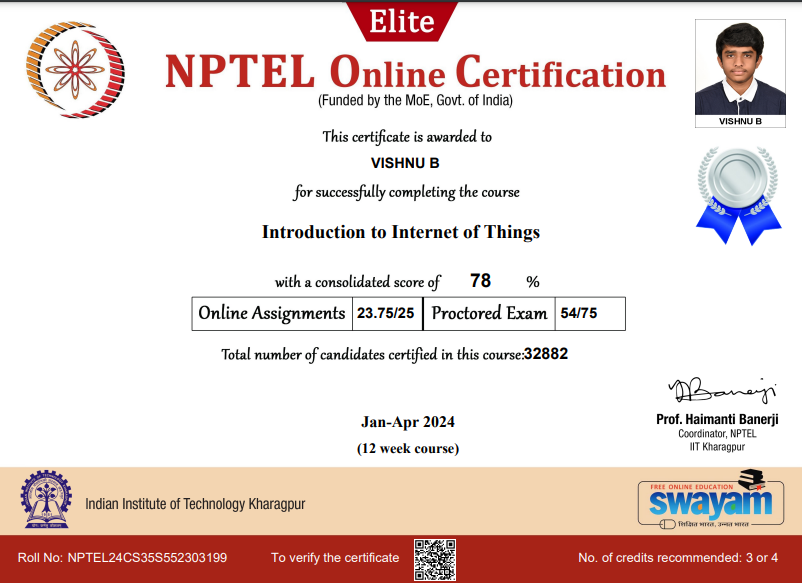 Elite
NPTEL Online Certification
(Funded by the MoE, Govt. of India)
VISHNU B
This certificate is awarded to
VISHNU B
for successfully completing the course
Introduction to Internet of Things
with a consolidated score of 78 %
Online Assignments 23.75/25 Proctored Exam 54/75
Total number of candidates certified in this course:32882
Jan-Apr 2024
(12 week course)
Prof. Haimanti Banerji
Coordinator, NPTEL
IIT Kharagpur
Indian Institute of Technology Kharagpur
FREE ONLINE EDUCATION
swayam
शिक्षित भारत, उन्नत भारत
Roll No: NPTEL24CS35S552303199
To verify the certificate
No. of credits recommended: 3 or 4